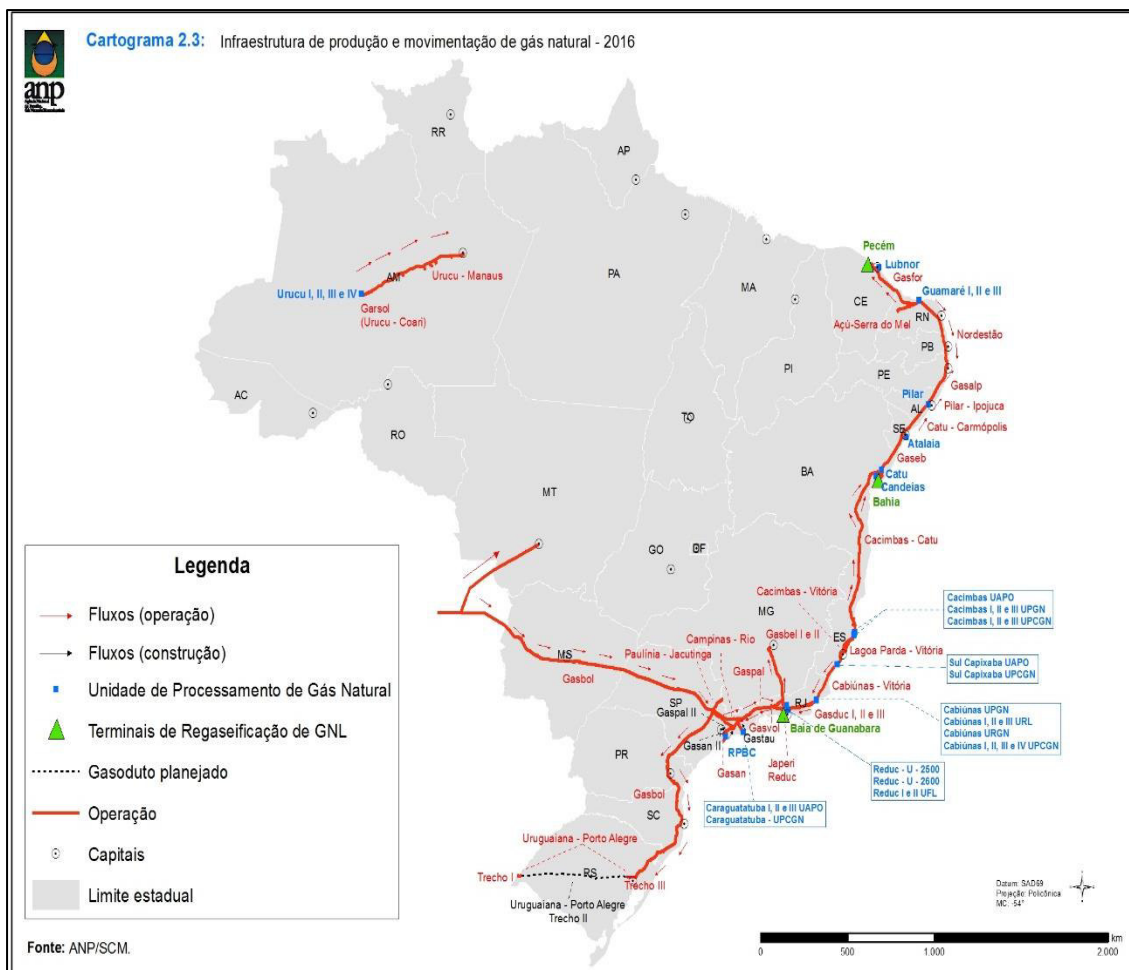 Cartograma 2.3: Infraestrutura de produção e movimentação de gás natural - 2016
anp
RR
AP
Pecém
Lubnor
Gasfor
AM
Urucu - Manaus
PA
MA
CE
Guamaré I, II e III
Urucu I, II, III e IV
Garsol
(Urucu - Coari)
Açú-Serra do Mel
RN
Nordestão
PB
PI
PE
Gasalp
AC
Pilar
AL
Pilar - Ipojuca
TO
SE
Catu - Carmópolis
RO
Atalaia
BA
Gaseb
Catu
Candeias
MT
Bahia
Cacimbas - Catu
GO
DF
Legenda
Fluxos (operação)
Fluxos (construção)
Unidade de Processamento de Gás Natural
Terminais de Regaseificação de GNL
Gasoduto planejado
Operação
Capitais
Limite estadual
Cacimbas - Vitória
Cacimbas UAPO
Cacimbas I, II e III UPGN
Cacimbas I, II e III UPCGN
MG
Campinas - Rio
Gasbel I e II
ES
Paulínia - Jacutinga
Lagoa Parda - Vitória
MS
Gasbol
Gaspal
Sul Capixaba UAPO
Sul Capixaba UPCGN
Cabiúnas - Vitória
SP
Gaspal II
RJ
Gasvol
Gasduc I, II e III
Cabiúnas UPGN
Cabiúnas I, II e III URL
Cabiúnas URGN
Cabiúnas I, II, III e IV UPCGN
Baia de Guanabara
Gasan II
Gastau
RPBC
PR
Gasan
Japeri
Reduc
Reduc - U - 2500
Reduc - U - 2600
Reduc I e II UFL
Gasbol
Caraguatatuba I, II e III UAPO
Caraguatatuba - UPCGN
SC
Uruguaiana - Porto Alegre
RS
Trecho I
Trecho III
Uruguaiana - Porto Alegre
Trecho II
Datum: SAD69
Projeção: Policônica
MC: -54°
Fonte: ANP/SCM.
km
0 500 1.000 2.000